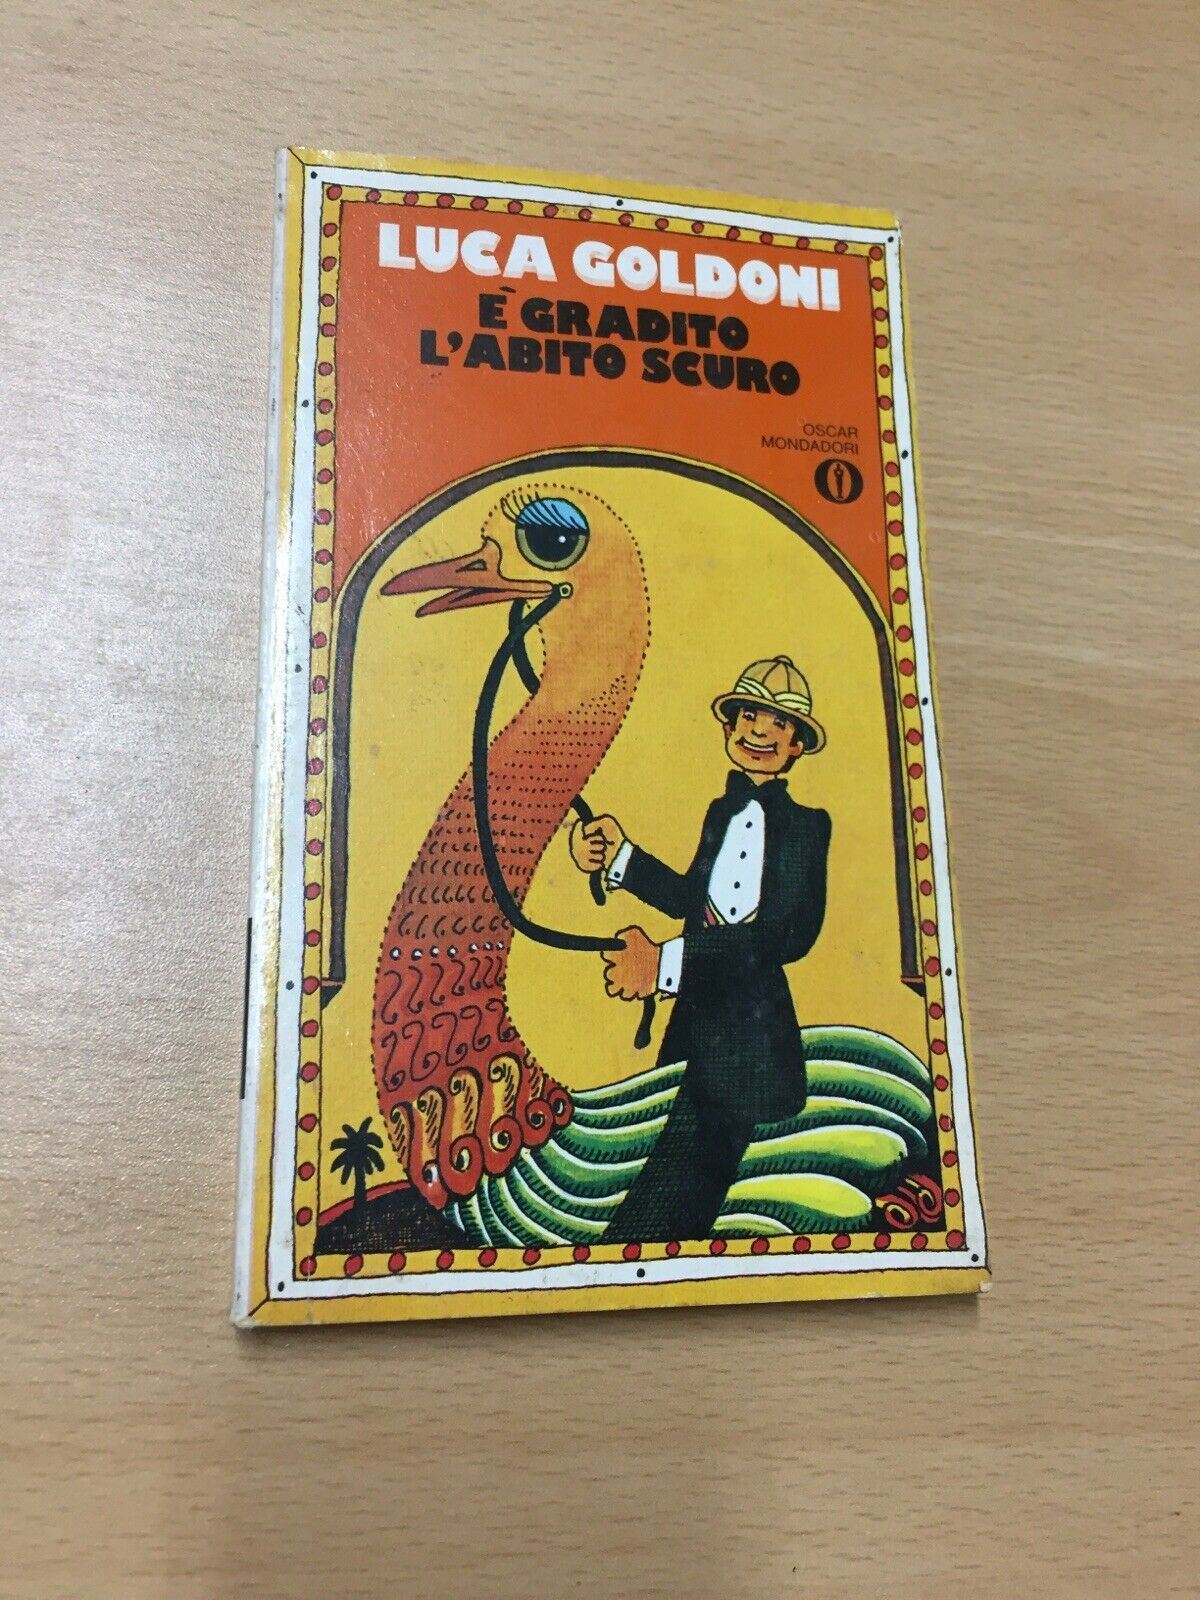 LUCA GOLDONI
È GRADITO
L'ABITO SCURO
OSCAR
MONDADORI